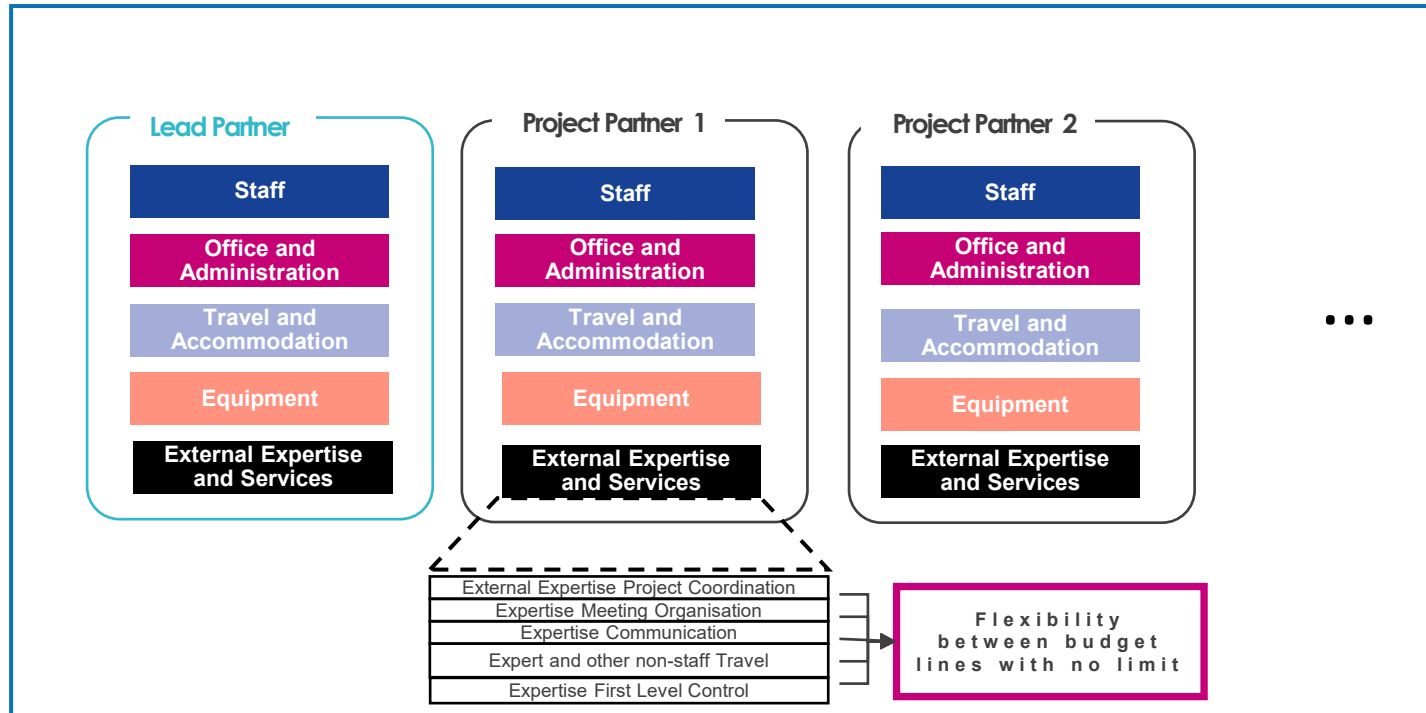 Lead Partner
Staff
Office and
Administration
Travel and
Accommodation
Equipment
External Expertise
and Services
Project Partner 1
Staff
Office and
Administration
Travel and
Accommodation
Equipment
External Expertise
and Services
Project Partner 2
Staff
Office and
Administration
Travel and
Accommodation
Equipment
External Expertise
and Services
...
External Expertise Project Coordination
Expertise Meeting Organisation
Expertise Communication
Expert and other non-staff Travel
Expertise First Level Control
Flexibility
between budget
lines with no limit